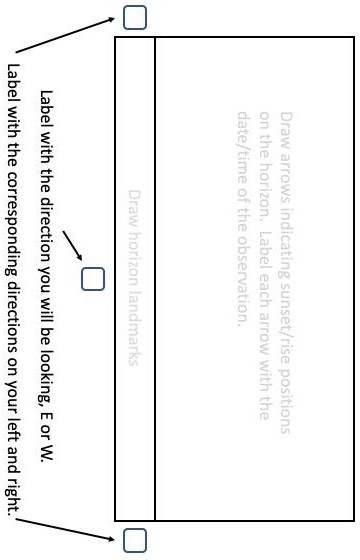 Draw arrows indicating sunset/rise positions
on the horizon.  Label each arrow with the
date/time of the observation.
Draw horizon landmarks
Label with the direction you will be looking, E or W.
Label with the corresponding directions on your left and right.